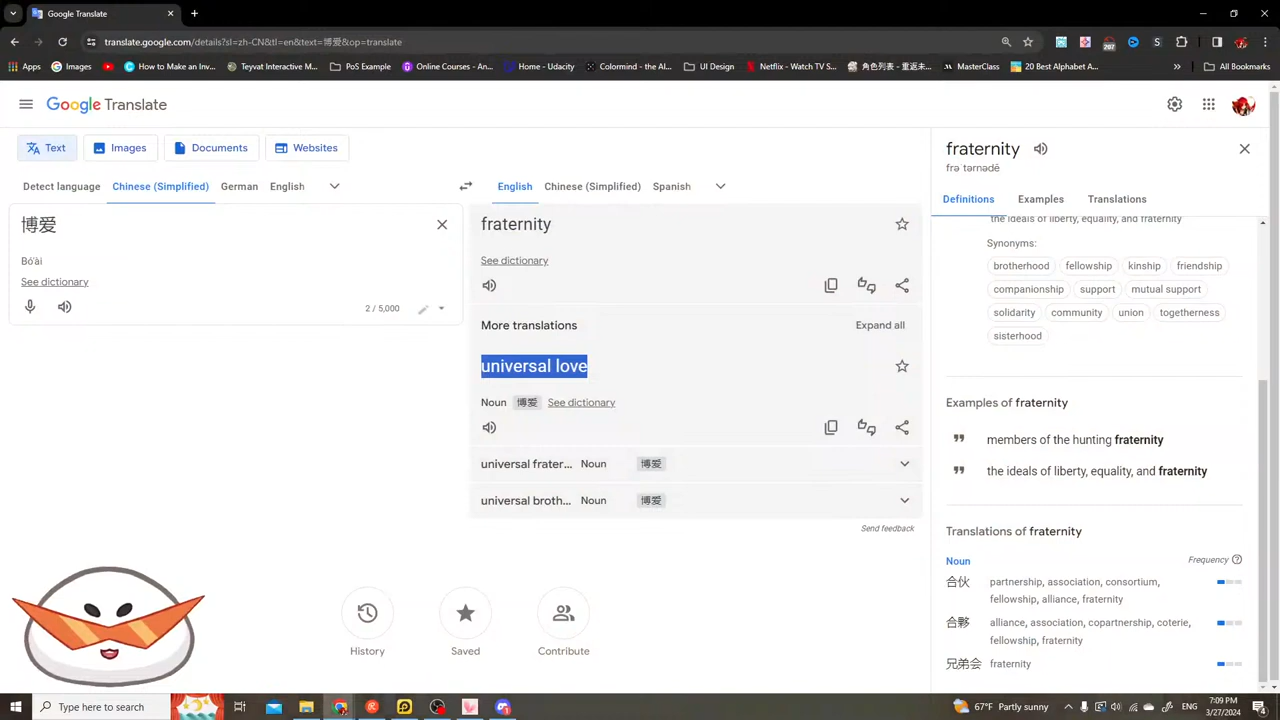 Google Translate
translate.google.com/details?sl=zh-CN&tl=en&text=博爱&op=translate
297
Apps
Images
How to Make an Inv...
Teyvat Interactive M...
PoS Example
Online Courses - An...
Home - Udacity
Colormind - the AI...
UI Design
Netflix - Watch TV S...
角色列表 - 重返未...
MasterClass
20 Best Alphabet A...
All Bookmarks
Google Translate
Text
Images
Documents
Websites
Detect language
Chinese (Simplified)
German
English
English
Chinese (Simplified)
Spanish
博爱
Bó'ài
See dictionary
2 / 5,000
fraternity
See dictionary
More translations
Expand all
universal love
Noun 博爱 See dictionary
universal frater... Noun 博爱
universal broth... Noun 博爱
Send feedback
History
Saved
Contribute
fraternity
frə tərnədē
Definitions
Examples
Translations
the ideals of liberty, equality, and fraternity
Synonyms:
brotherhood fellowship kinship friendship
companionship support mutual support
solidarity community union togetherness
sisterhood
Examples of fraternity
members of the hunting fraternity
the ideals of liberty, equality, and fraternity
Translations of fraternity
Noun
Frequency
合伙 partnership, association, consortium,
fellowship, alliance, fraternity
合夥 alliance, association, copartnership, coterie,
fellowship, fraternity
兄弟会 fraternity
Type here to search
67°F Partly sunny
7:09 PM
3/27/2024